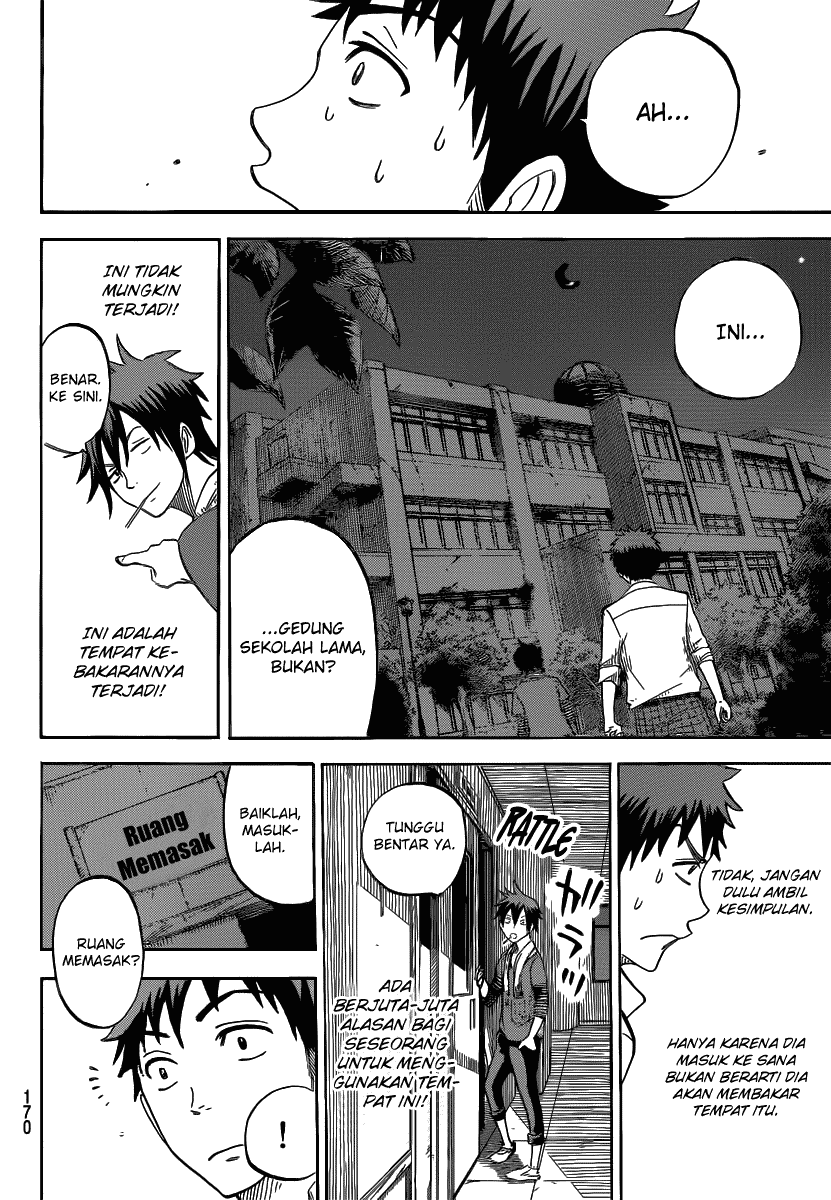 AH...
INI...
...GEDUNG
SEKOLAH LAMA,
BUKAN?
INI TIDAK
MUNGKIN
TERJADI!
BENAR.
KE SINI.
INI ADALAH
TEMPAT KE-
BAKARANNYA
TERJADI!
TIDAK, JANGAN
DULU AMBIL
KESIMPULAN.
HANYA KARENA DIA
MASUK KE SANA
BUKAN BERARTI DIA
AKAN MEMBAKAR
TEMPAT ITU.
RATTLE
ガラッ
TUNGGU
BENTAR YA.
ADA
BERJUTA-JUTA
ALASAN BAGI
SESEORANG
UNTUK MENG-
GUNAKAN TEM-
PAT INI!
BAIKLAH,
MASUK-
LAH.
Ruang
Memasak
RUANG
MEMASAK?
!
170